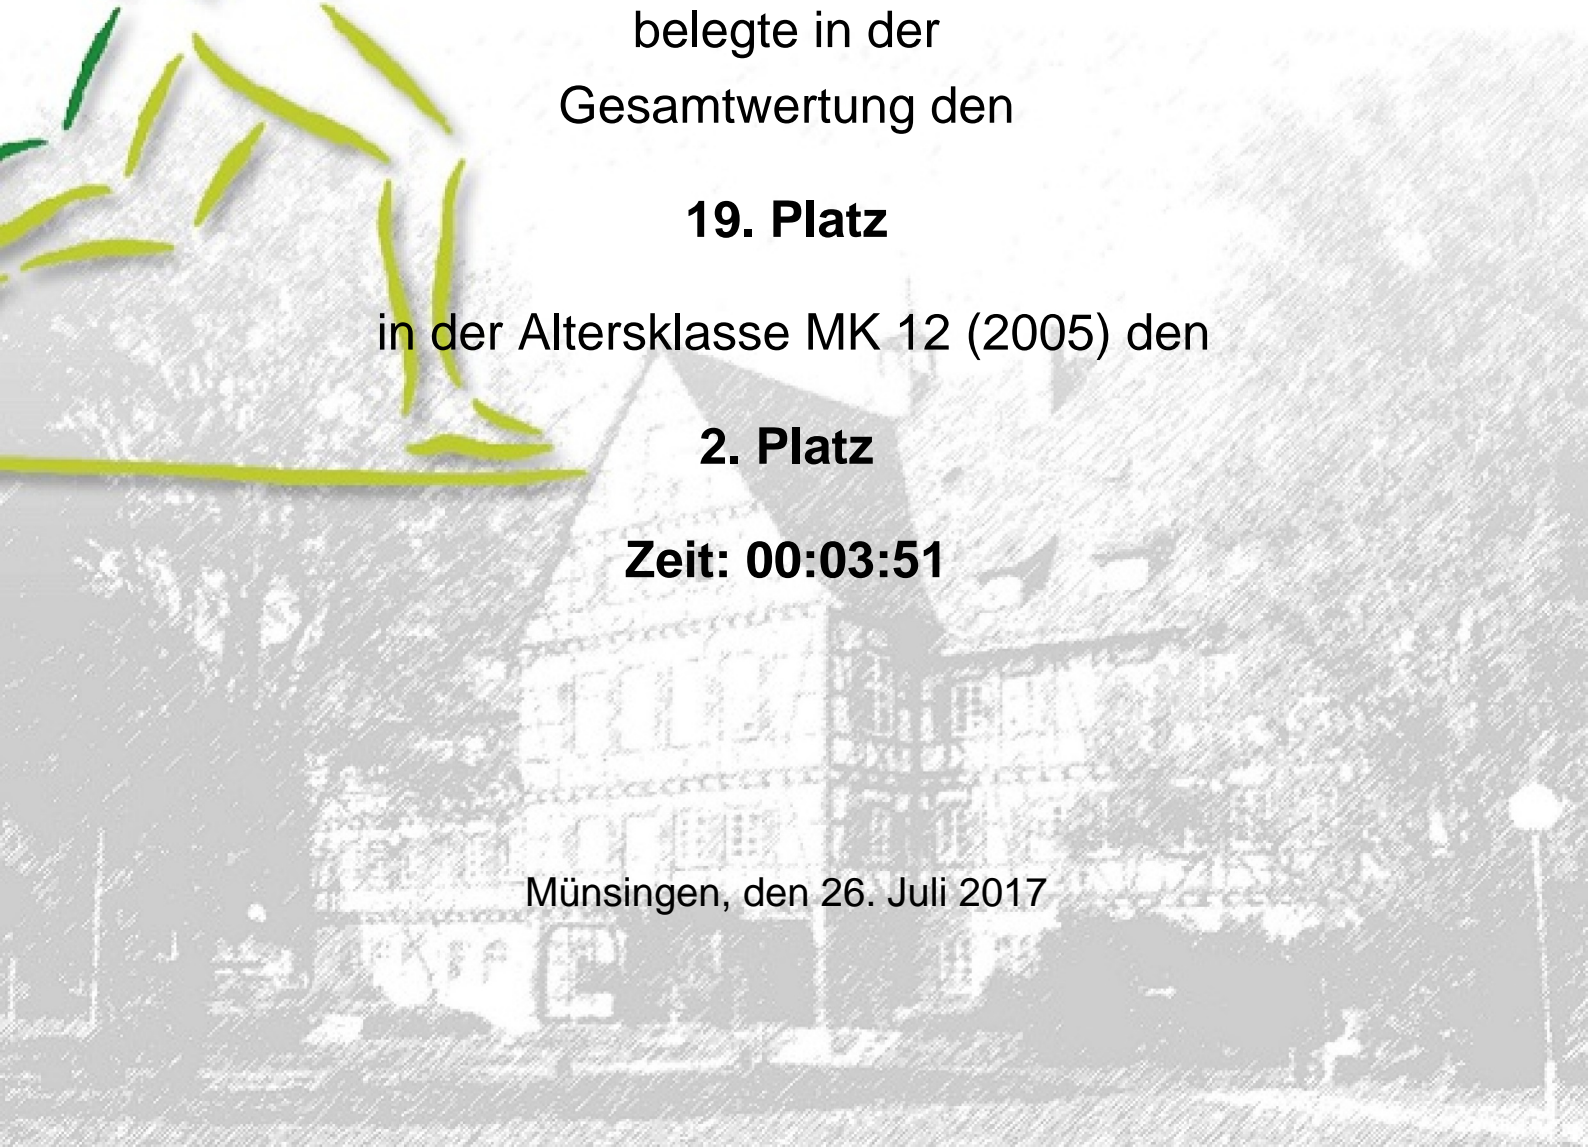 belegte in der
Gesamtwertung den
19. Platz
in der Altersklasse MK 12 (2005) den
2. Platz
Zeit: 00:03:51
Münsingen, den 26. Juli 2017